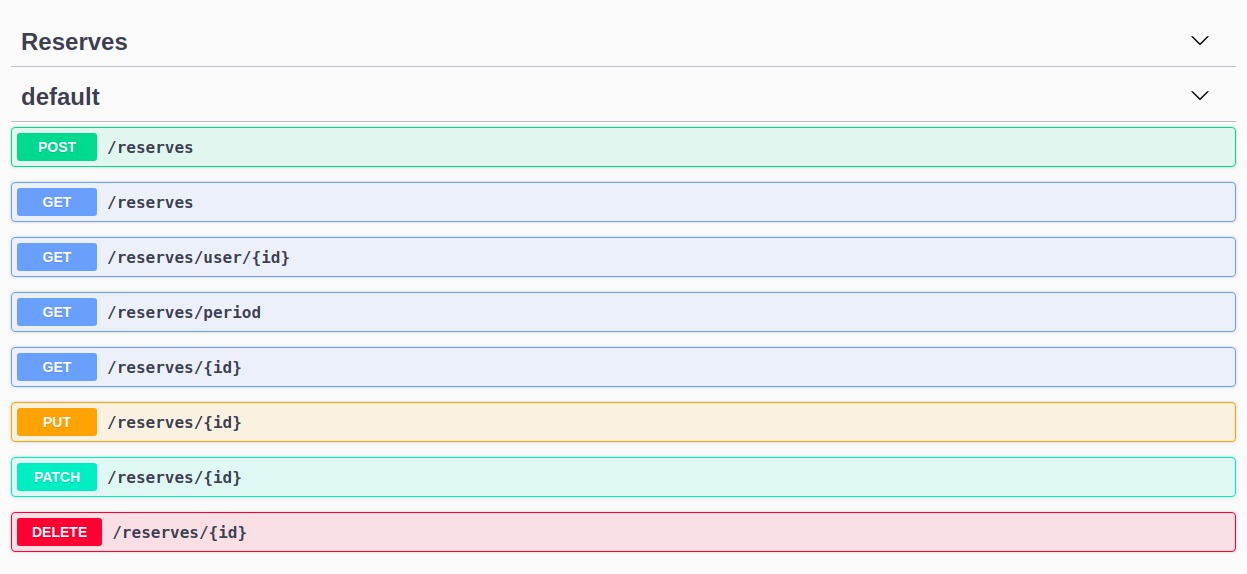 Reserves
default
POST /reserves
GET /reserves
GET /reserves/user/{id}
GET /reserves/period
GET /reserves/{id}
PUT /reserves/{id}
PATCH /reserves/{id}
DELETE /reserves/{id}